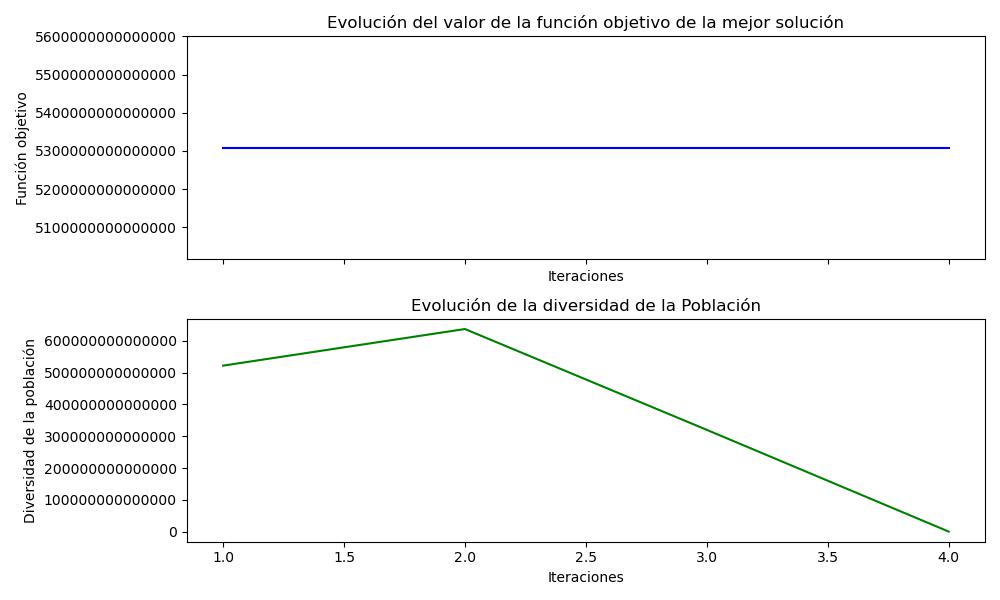 Evolución del valor de la función objetivo de la mejor solución
Función objetivo
5600000000000000
5500000000000000
5400000000000000
5300000000000000
5200000000000000
5100000000000000
Iteraciones
Evolución de la diversidad de la Población
Diversidad de la población
600000000000000
500000000000000
400000000000000
300000000000000
200000000000000
100000000000000
0
1.0 1.5 2.0 2.5 3.0 3.5 4.0
Iteraciones